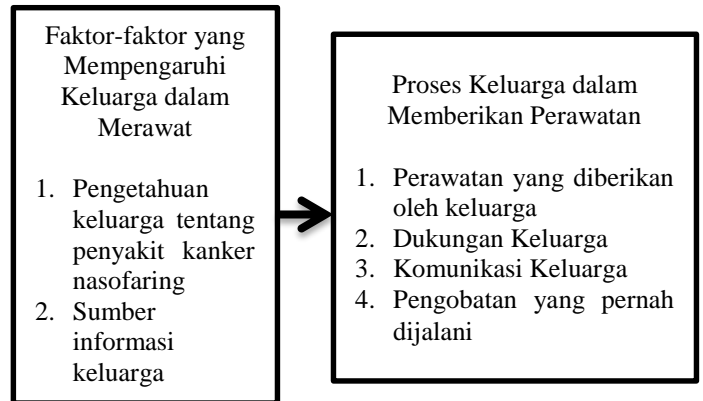 Faktor-faktor yang
Mempengaruhi
Keluarga dalam
Merawat
1. Pengetahuan
keluarga tentang
penyakit kanker
nasofaring
2. Sumber
informasi
keluarga
Proses Keluarga dalam
Memberikan Perawatan
1. Perawatan yang diberikan
oleh keluarga
2. Dukungan Keluarga
3. Komunikasi Keluarga
4. Pengobatan yang pernah
dijalani